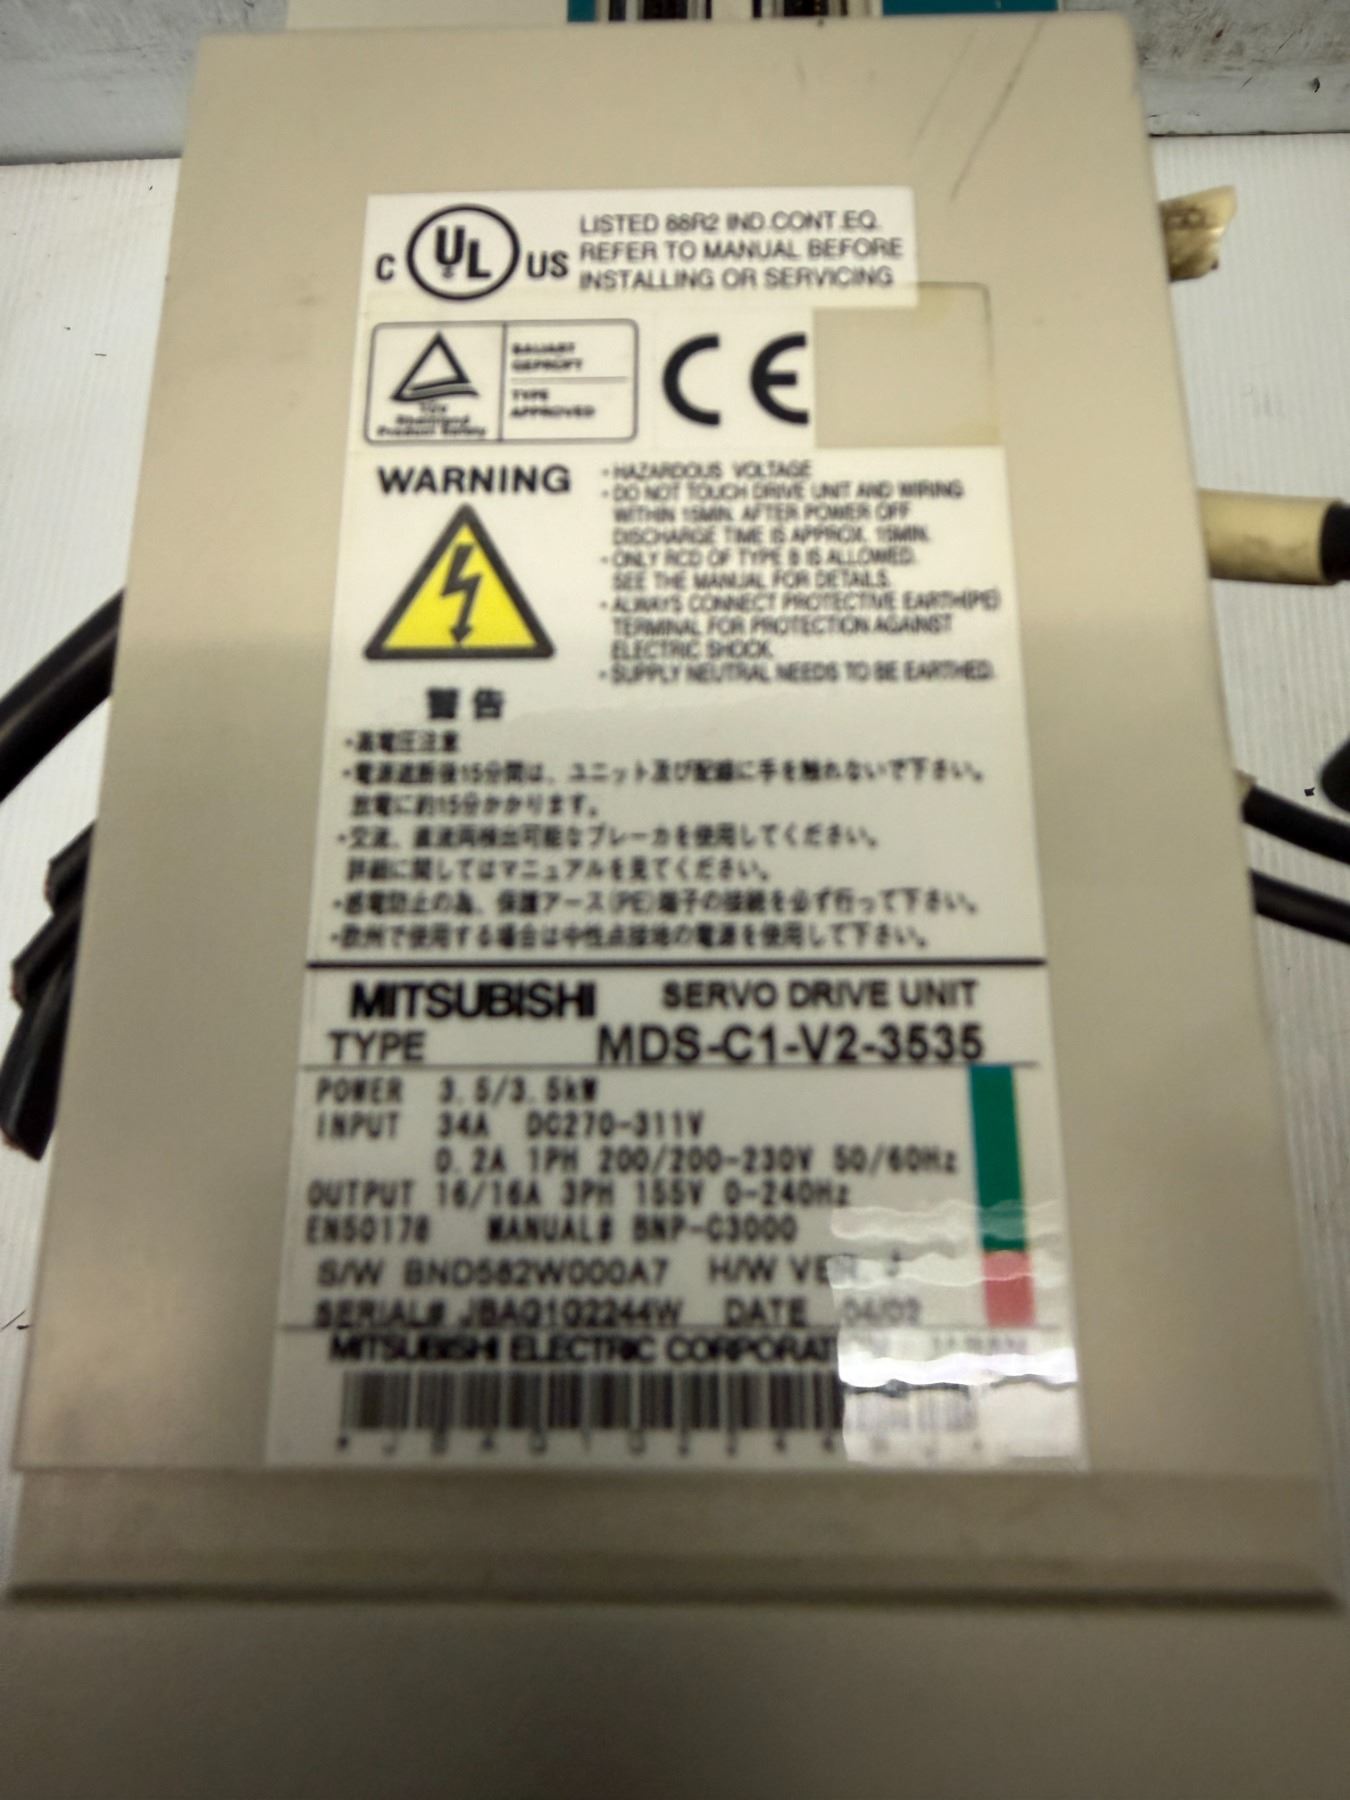 C UL US
LISTED 88R2 IND.CONT.EQ.
REFER TO MANUAL BEFORE
INSTALLING OR SERVICING
BAUART
GEPRÜFT
TYPE
APPROVED
TÜV
Rheinland
Product Safety
CE
WARNING
・HAZARDOUS VOLTAGE
・DO NOT TOUCH DRIVE UNIT AND WIRING
WITHIN 15MIN. AFTER POWER OFF
DISCHARGE TIME IS APPROX. 15MIN.
・ONLY RCD OF TYPE B IS ALLOWED.
SEE THE MANUAL FOR DETAILS.
・ALWAYS CONNECT PROTECTIVE EARTH(PE)
TERMINAL FOR PROTECTION AGAINST
ELECTRIC SHOCK.
・SUPPLY NEUTRAL NEEDS TO BE EARTHED.
警告
・高電圧注意
・電源遮断後15分間は、ユニット及び配線に手を触れないで下さい。
放電に約15分かかります。
・交流、直流両検出可能なブレーカを使用してください。
詳細に関してはマニュアルを見てください。
・感電防止の為、保護アース(PE)端子の接続を必ず行って下さい。
・欧州で使用する場合は中性点接地の電源を使用して下さい。
MITSUBISHI SERVO DRIVE UNIT
TYPE MDS-C1-V2-3535
POWER 3.5/3.5kW
INPUT 34A DC270-311V
0.2A 1PH 200/200-230V 50/60Hz
OUTPUT 16/16A 3PH 155V 0-240Hz
EN50178 MANUAL# BNP-C3000
S/W BND582W000A7 H/W VER.
SERIAL# JBAQ1Q2244W DATE 04/02
MITSUBISHI ELECTRIC CORPORATION JAPAN